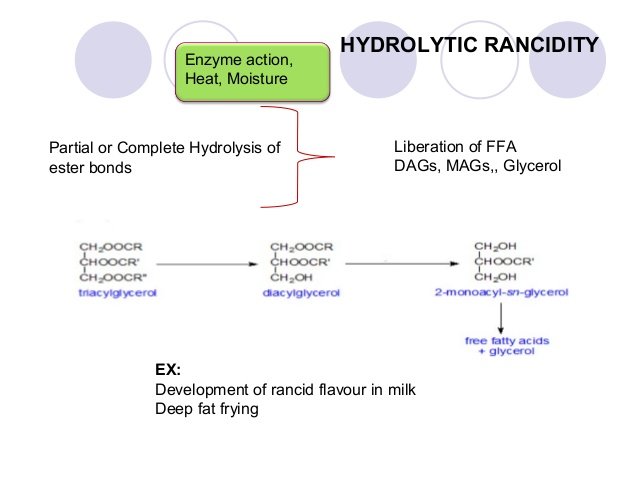 HYDROLYTIC RANCIDITY
Enzyme action,
Heat, Moisture
Partial or Complete Hydrolysis of
ester bonds
Liberation of FFA
DAGs, MAGs,, Glycerol
CH₂OOCR
CHOOCR'
CH₂OOCR"
triacylglycerol
CH₂OOCR
CHOOCR'
CH₂OH
diacylglycerol
CH₂OH
CHOOCR'
CH₂OH
2-monoacyl-sn-glycerol
free fatty acids
+ glycerol
EX:
Development of rancid flavour in milk
Deep fat frying